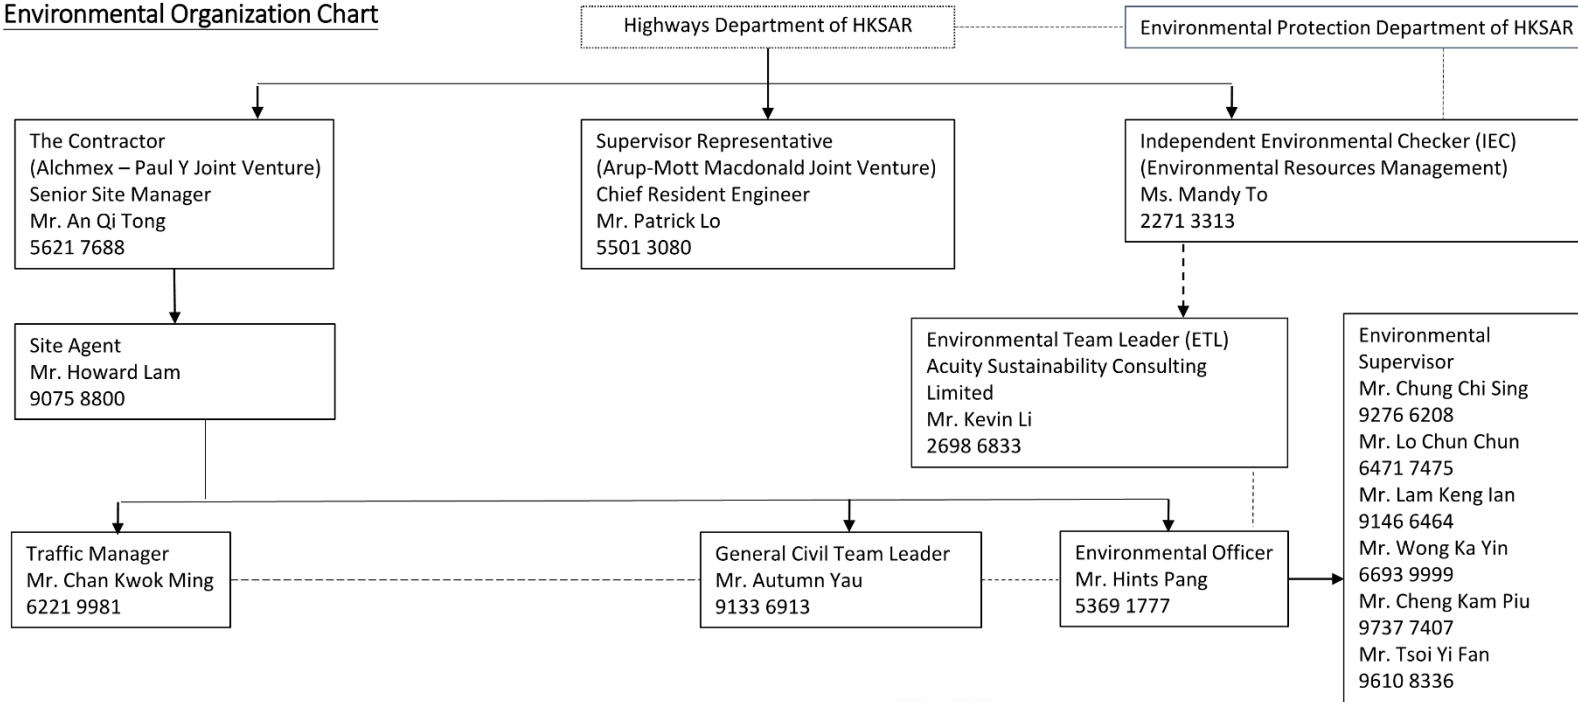 Environmental Organization Chart
Highways Department of HKSAR
Environmental Protection Department of HKSAR
The Contractor
(Alchmex – Paul Y Joint Venture)
Senior Site Manager
Mr. An Qi Tong
5621 7688
Supervisor Representative
(Arup-Mott Macdonald Joint Venture)
Chief Resident Engineer
Mr. Patrick Lo
5501 3080
Independent Environmental Checker (IEC)
(Environmental Resources Management)
Ms. Mandy To
2271 3313
Site Agent
Mr. Howard Lam
9075 8800
Environmental Team Leader (ETL)
Acuity Sustainability Consulting
Limited
Mr. Kevin Li
2698 6833
Environmental
Supervisor
Mr. Chung Chi Sing
9276 6208
Mr. Lo Chun Chun
6471 7475
Mr. Lam Keng Ian
9146 6464
Mr. Wong Ka Yin
6693 9999
Mr. Cheng Kam Piu
9737 7407
Mr. Tsoi Yi Fan
9610 8336
Traffic Manager
Mr. Chan Kwok Ming
6221 9981
General Civil Team Leader
Mr. Autumn Yau
9133 6913
Environmental Officer
Mr. Hints Pang
5369 1777